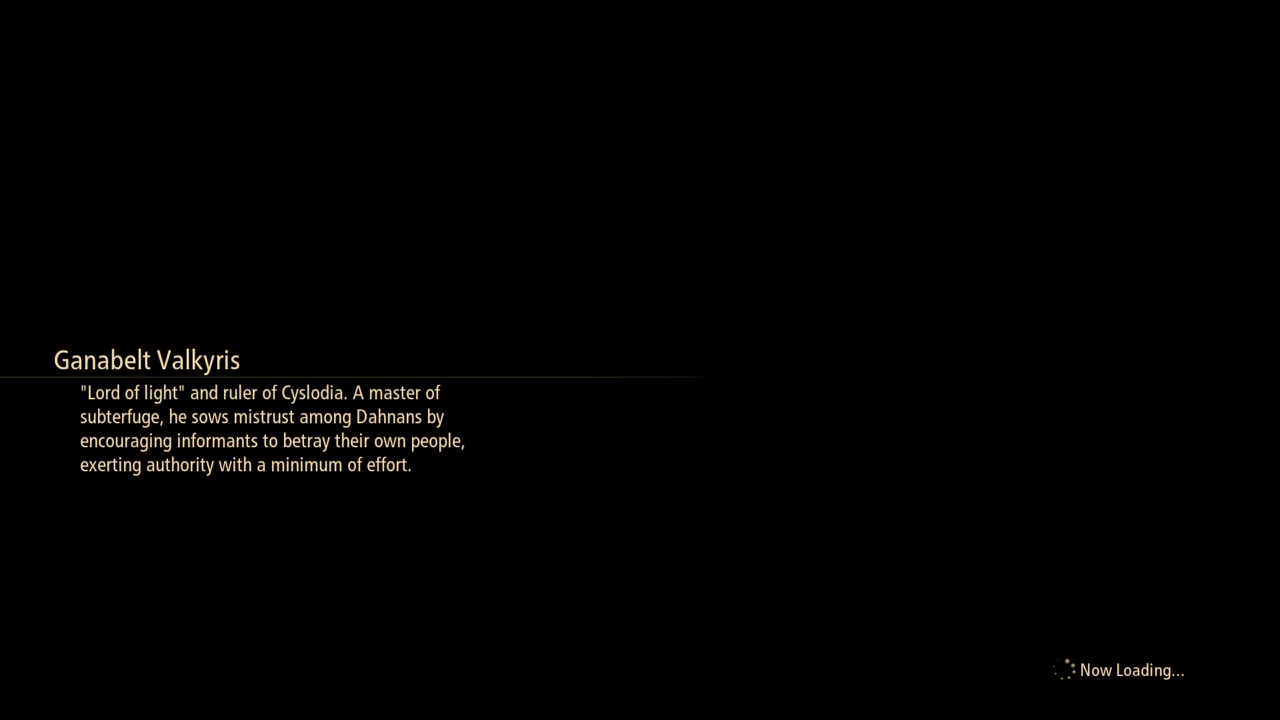 Ganabelt Valkyris
"Lord of light" and ruler of Cyslodia. A master of
subterfuge, he sows mistrust among Dahnans by
encouraging informants to betray their own people,
exerting authority with a minimum of effort.
Now Loading...